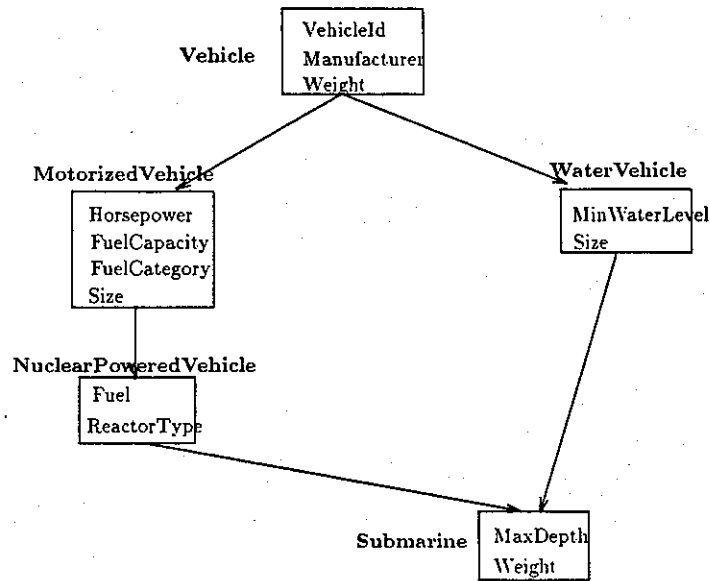 Vehicle
VehicleId
Manufacturer
Weight
MotorizedVehicle
Horsepower
FuelCapacity
FuelCategory
Size
WaterVehicle
MinWaterLevel
Size
NuclearPoweredVehicle
Fuel
ReactorType
Submarine
MaxDepth
Weight